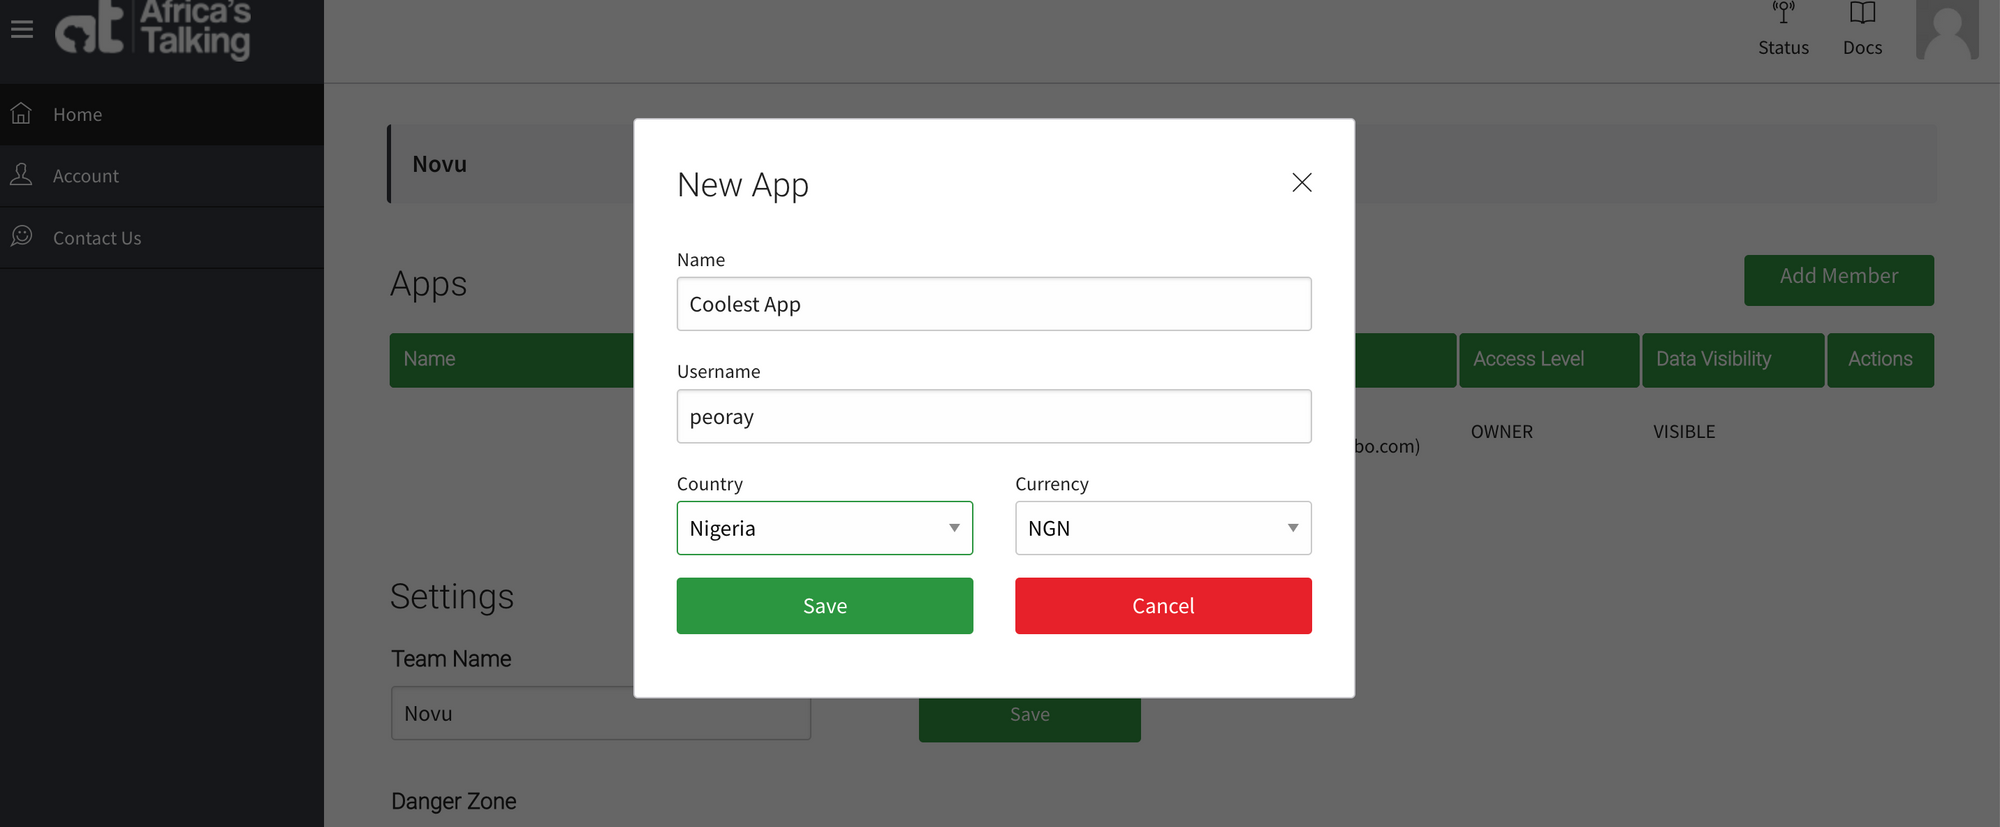 Africa's
at Talking
Status
Docs
Home
Account
Contact Us
Novu
Apps
Add Member
Name
Access Level
Data Visibility
Actions
bo.com)
OWNER
VISIBLE
Settings
Team Name
Novu
Save
Danger Zone
New App
Name
Coolest App
Username
peoray
Country
Currency
Nigeria
NGN
Save
Cancel